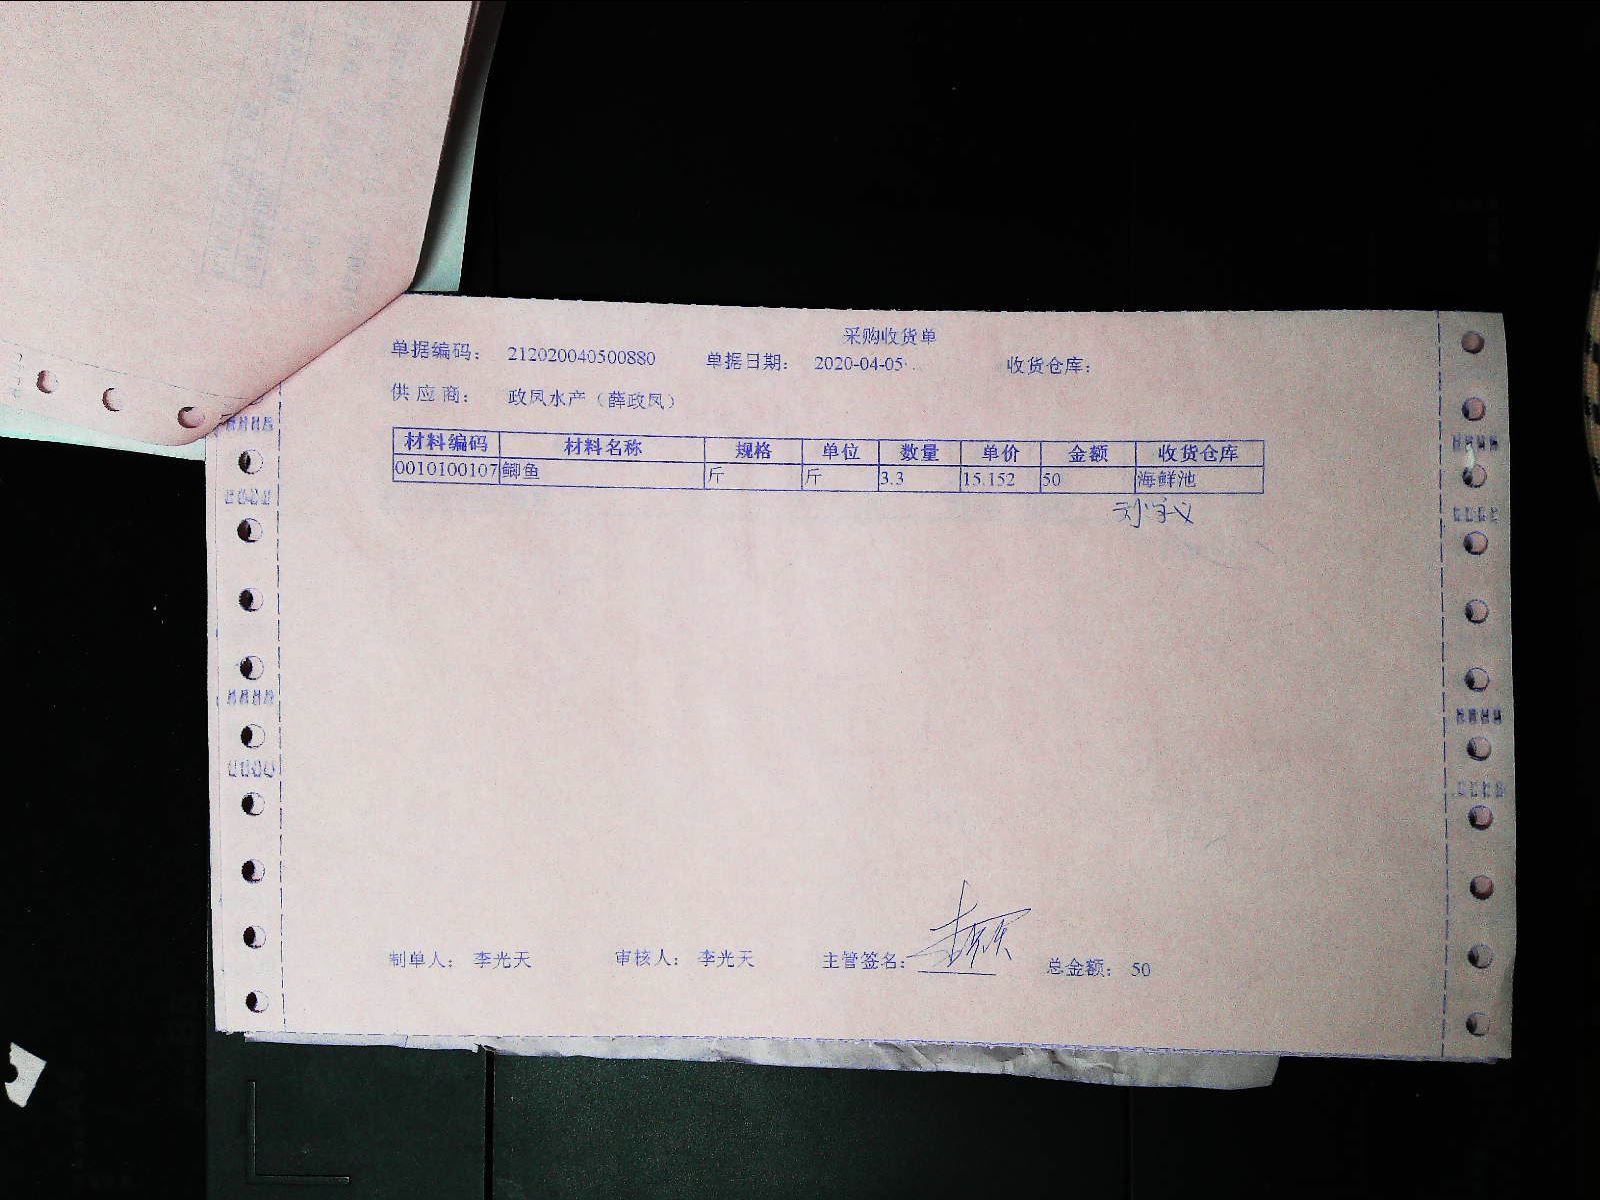 采购收货单
单据编码： 212020040500880 单据日期： 2020-04-05 收货仓库：
供应商： 政凤水产（薛政凤）
材料编码 材料名称 规格 单位 数量 单价 金额 收货仓库
0010100107 鲫鱼 斤 斤 3.3 15.152 50 海鲜池
制单人： 李光天 审核人： 李光天 主管签名： 总金额： 50